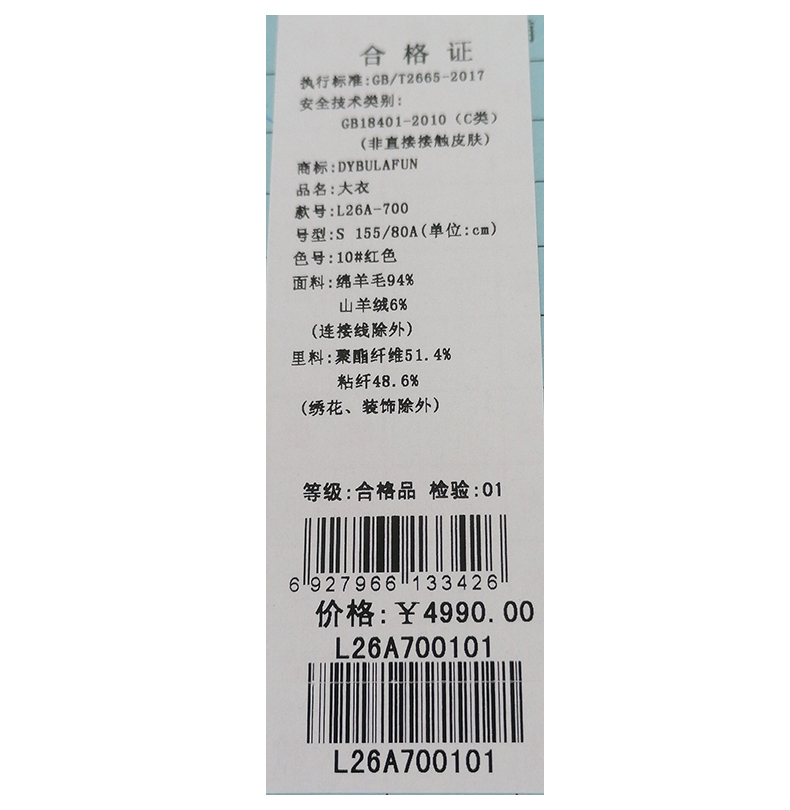 合格证
执行标准:GB/T2665-2017
安全技术类别:
GB18401-2010(C类)
(非直接接触皮肤)
商标:DYBULAFUN
品名:大衣
款号:L26A-700
号型:S 155/80A(单位:cm)
色号:10#红色
面料:绵羊毛94%
山羊绒6%
(连接线除外)
里料:聚酯纤维51.4%
粘纤48.6%
(绣花、装饰除外)
等级:合格品 检验:01
6 927966 133426
价格:¥4990.00
L26A700101
L26A700101